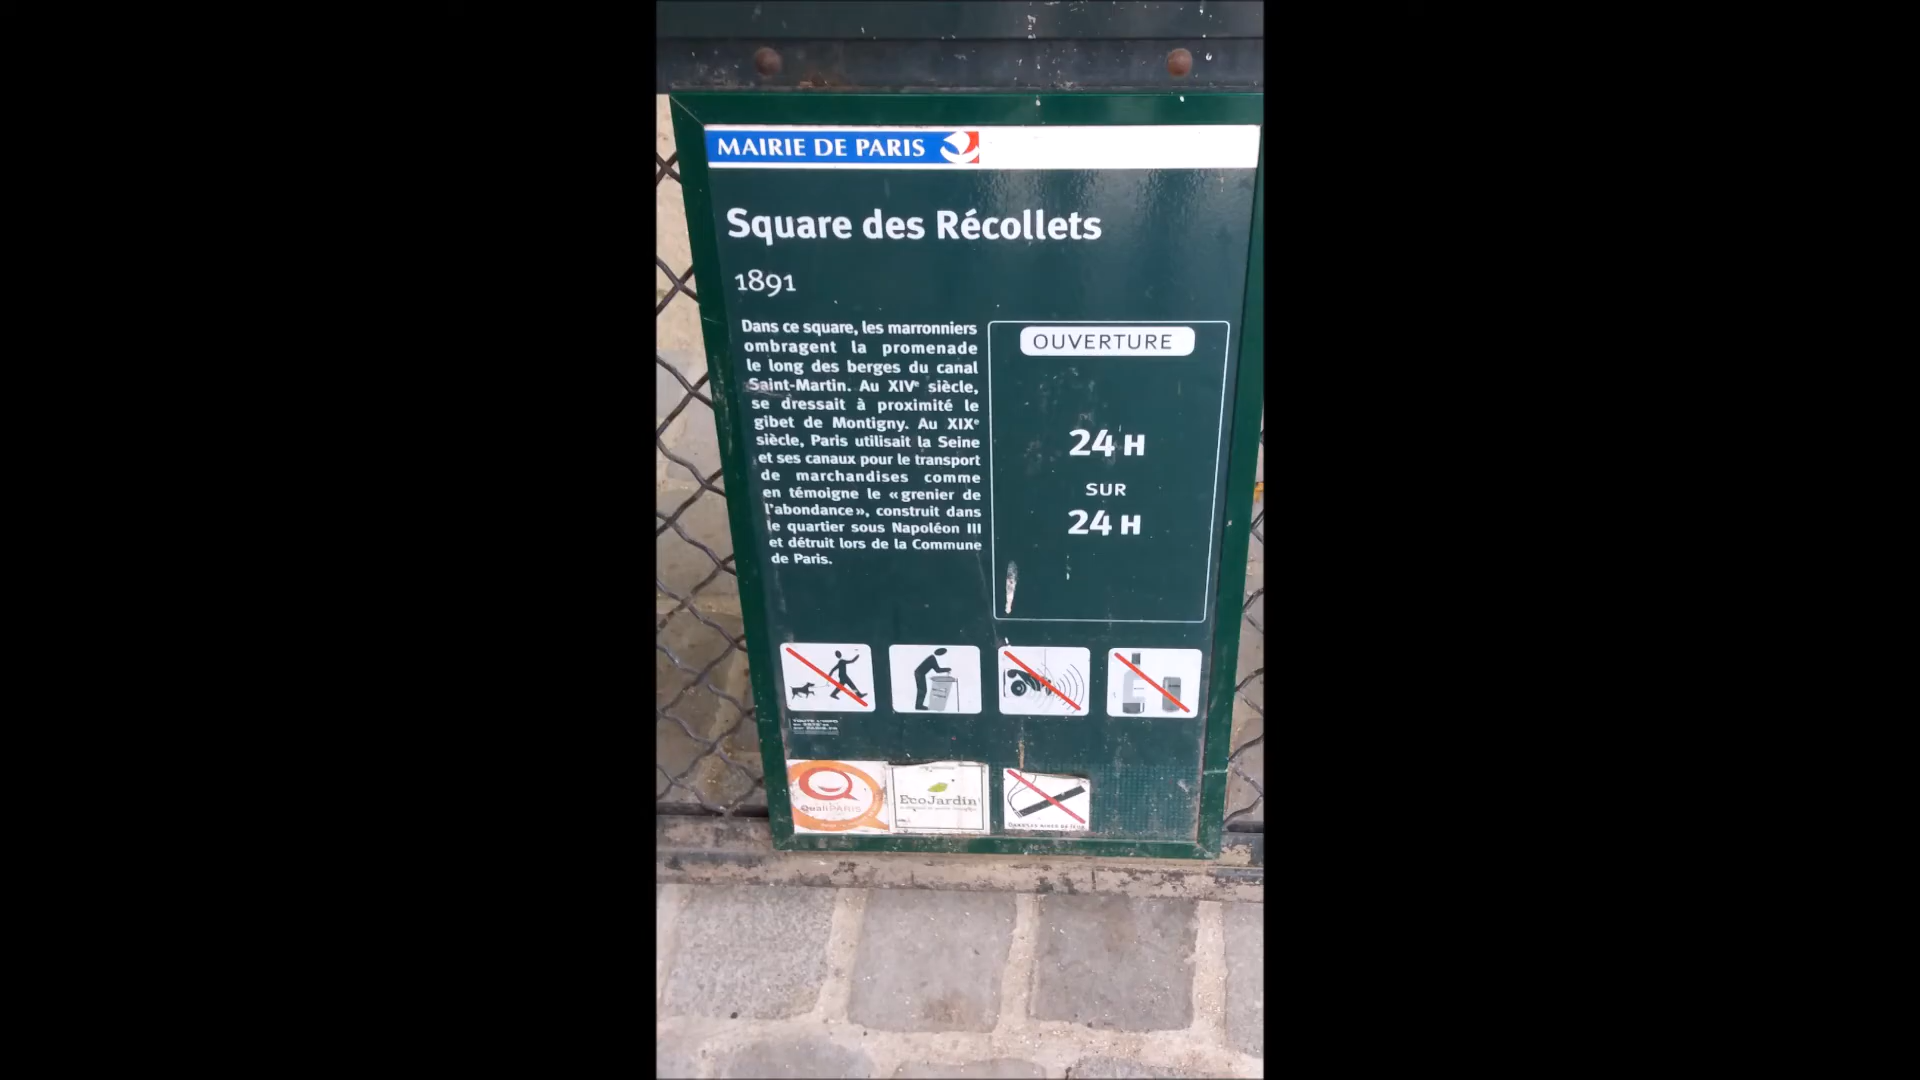 MAIRIE DE PARIS
Square des Récollets
1891
Dans ce square, les marronniers
ombragent la promenade
le long des berges du canal
Saint-Martin. Au XIVᵉ siècle,
se dressait à proximité le
gibet de Montigny. Au XIXᵉ
siècle, Paris utilisait la Seine
et ses canaux pour le transport
de marchandises comme
en témoigne le «grenier de
l'abondance», construit dans
le quartier sous Napoléon III
et détruit lors de la Commune
de Paris.
OUVERTURE
24 H
SUR
24 H
QualiPARIS
EcoJardin